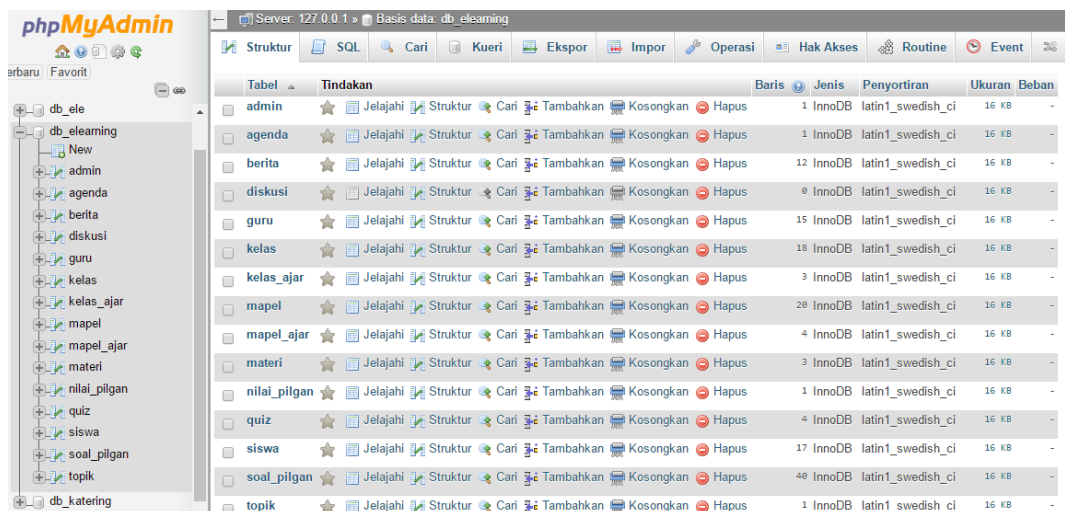 phpMyAdmin
erbaru Favorit
db_ele
db_elearning
New
admin
agenda
berita
diskusi
guru
kelas
kelas_ajar
mapel
mapel_ajar
materi
nilai_pilgan
quiz
siswa
soal_pilgan
topik
db_katering
Server: 127.0.0.1 » Basis data: db_elearning
Struktur SQL Cari Kueri Ekspor Impor Operasi Hak Akses Routine Event
Tabel Tindakan Baris Jenis Penyortiran Ukuran Beban
admin Jelajahi Struktur Cari Tambahkan Kosongkan Hapus 1 InnoDB latin1_swedish_ci 16 KB -
agenda Jelajahi Struktur Cari Tambahkan Kosongkan Hapus 1 InnoDB latin1_swedish_ci 16 KB -
berita Jelajahi Struktur Cari Tambahkan Kosongkan Hapus 12 InnoDB latin1_swedish_ci 16 KB -
diskusi Jelajahi Struktur Cari Tambahkan Kosongkan Hapus 0 InnoDB latin1_swedish_ci 16 KB -
guru Jelajahi Struktur Cari Tambahkan Kosongkan Hapus 15 InnoDB latin1_swedish_ci 16 KB -
kelas Jelajahi Struktur Cari Tambahkan Kosongkan Hapus 18 InnoDB latin1_swedish_ci 16 KB -
kelas_ajar Jelajahi Struktur Cari Tambahkan Kosongkan Hapus 3 InnoDB latin1_swedish_ci 16 KB -
mapel Jelajahi Struktur Cari Tambahkan Kosongkan Hapus 20 InnoDB latin1_swedish_ci 16 KB -
mapel_ajar Jelajahi Struktur Cari Tambahkan Kosongkan Hapus 4 InnoDB latin1_swedish_ci 16 KB -
materi Jelajahi Struktur Cari Tambahkan Kosongkan Hapus 3 InnoDB latin1_swedish_ci 16 KB -
nilai_pilgan Jelajahi Struktur Cari Tambahkan Kosongkan Hapus 1 InnoDB latin1_swedish_ci 16 KB -
quiz Jelajahi Struktur Cari Tambahkan Kosongkan Hapus 4 InnoDB latin1_swedish_ci 16 KB -
siswa Jelajahi Struktur Cari Tambahkan Kosongkan Hapus 17 InnoDB latin1_swedish_ci 16 KB -
soal_pilgan Jelajahi Struktur Cari Tambahkan Kosongkan Hapus 40 InnoDB latin1_swedish_ci 16 KB -
topik Jelajahi Struktur Cari Tambahkan Kosongkan Hapus 1 InnoDB latin1_swedish_ci 16 KB -